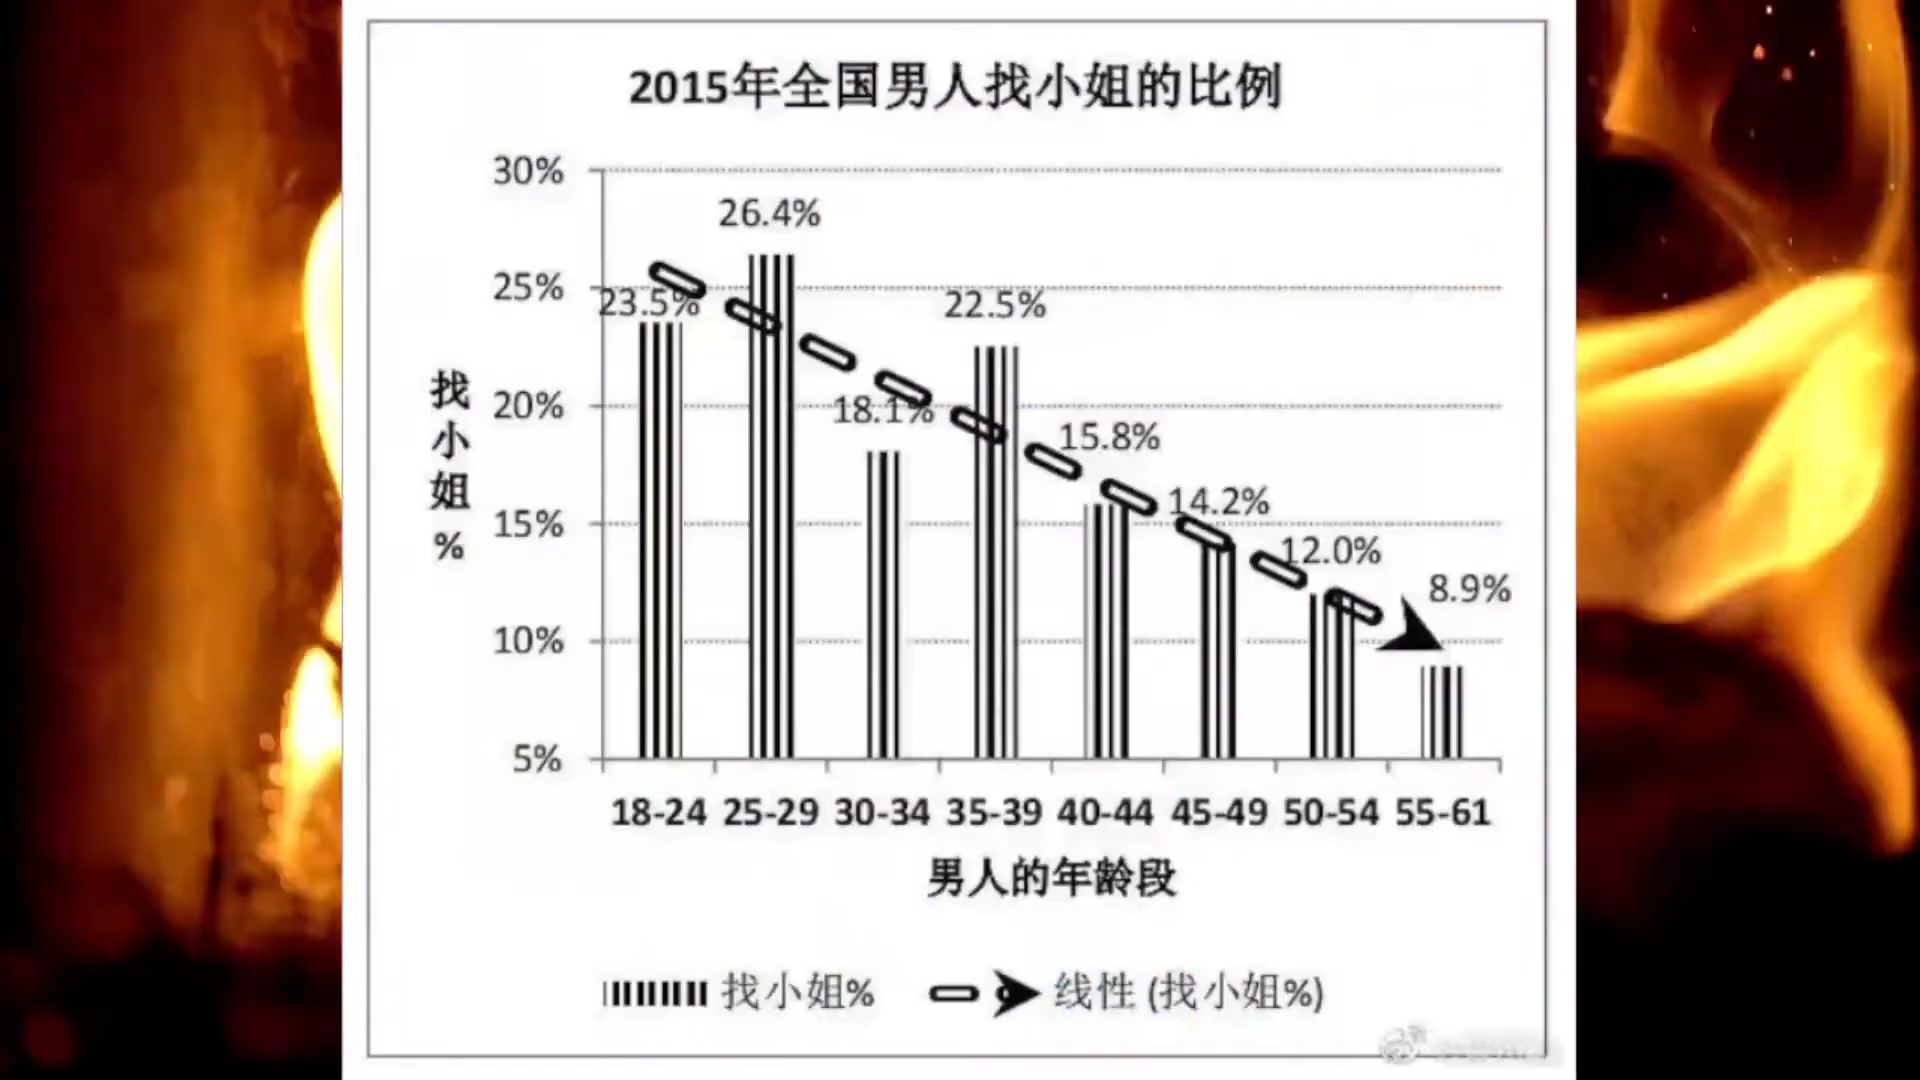 2015年全国男人找小姐的比例
30%
25%
20%
15%
10%
5%
找小姐%
23.5%
26.4%
18.1%
22.5%
15.8%
14.2%
12.0%
8.9%
18-24 25-29 30-34 35-39 40-44 45-49 50-54 55-61
男人的年龄段
找小姐% 线性 (找小姐%)